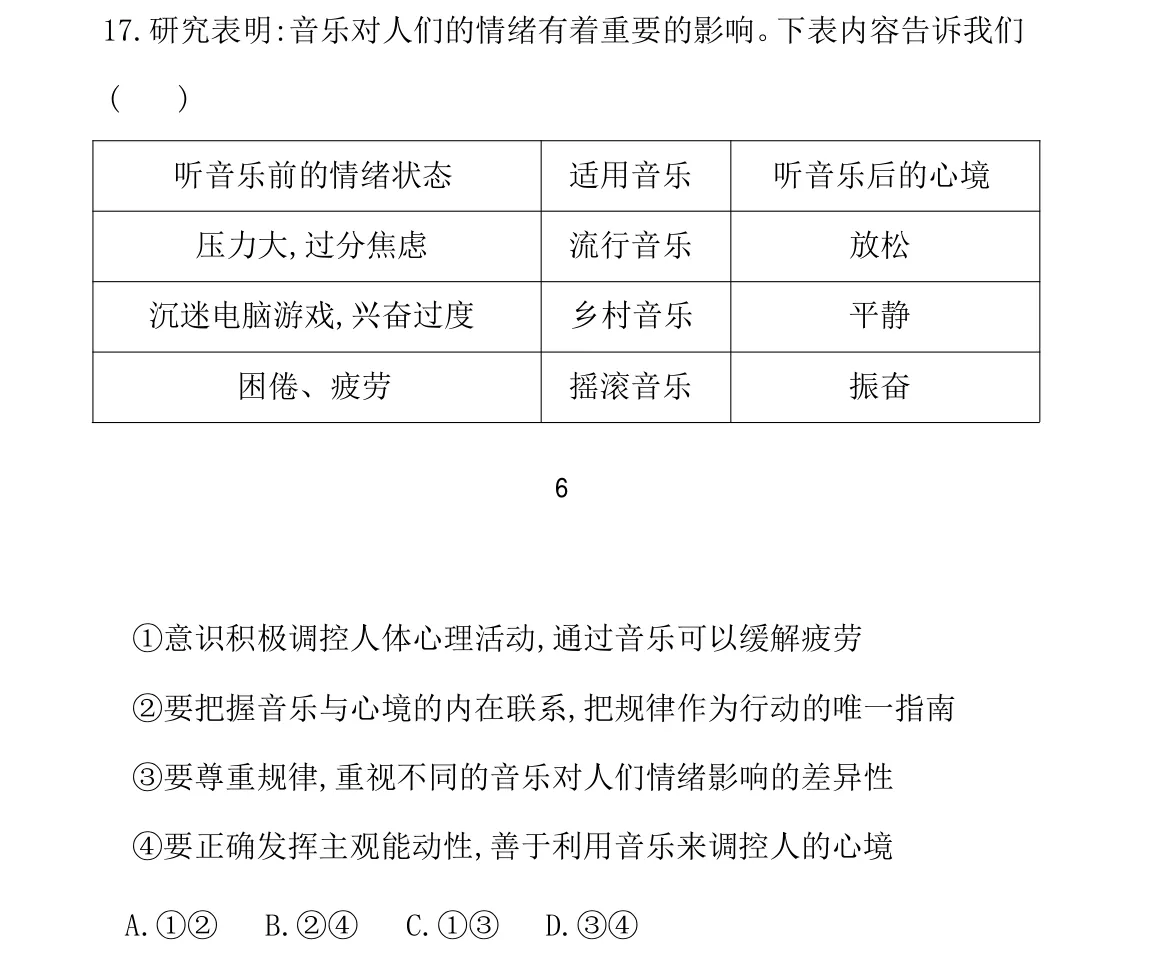 17.研究表明:音乐对人们的情绪有着重要的影响。下表内容告诉我们
(　　)
听音乐前的情绪状态 适用音乐 听音乐后的心境
压力大,过分焦虑 流行音乐 放松
沉迷电脑游戏,兴奋过度 乡村音乐 平静
困倦、疲劳 摇滚音乐 振奋
6
①意识积极调控人体心理活动,通过音乐可以缓解疲劳
②要把握音乐与心境的内在联系,把规律作为行动的唯一指南
③要尊重规律,重视不同的音乐对人们情绪影响的差异性
④要正确发挥主观能动性,善于利用音乐来调控人的心境
A.①② B.②④ C.①③ D.③④